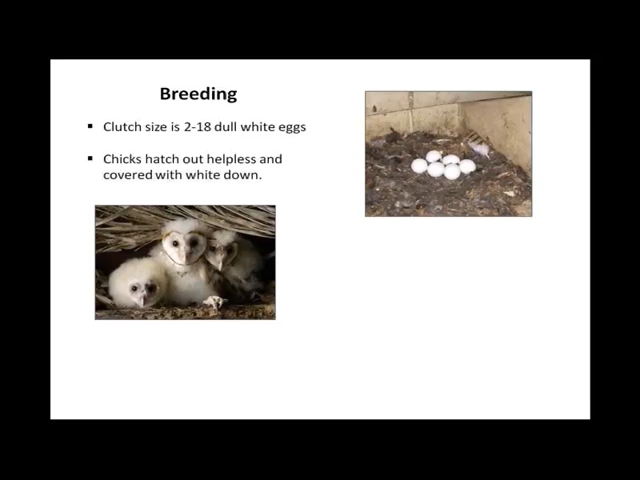 Breeding
▪ Clutch size is 2-18 dull white eggs
▪ Chicks hatch out helpless and
covered with white down.